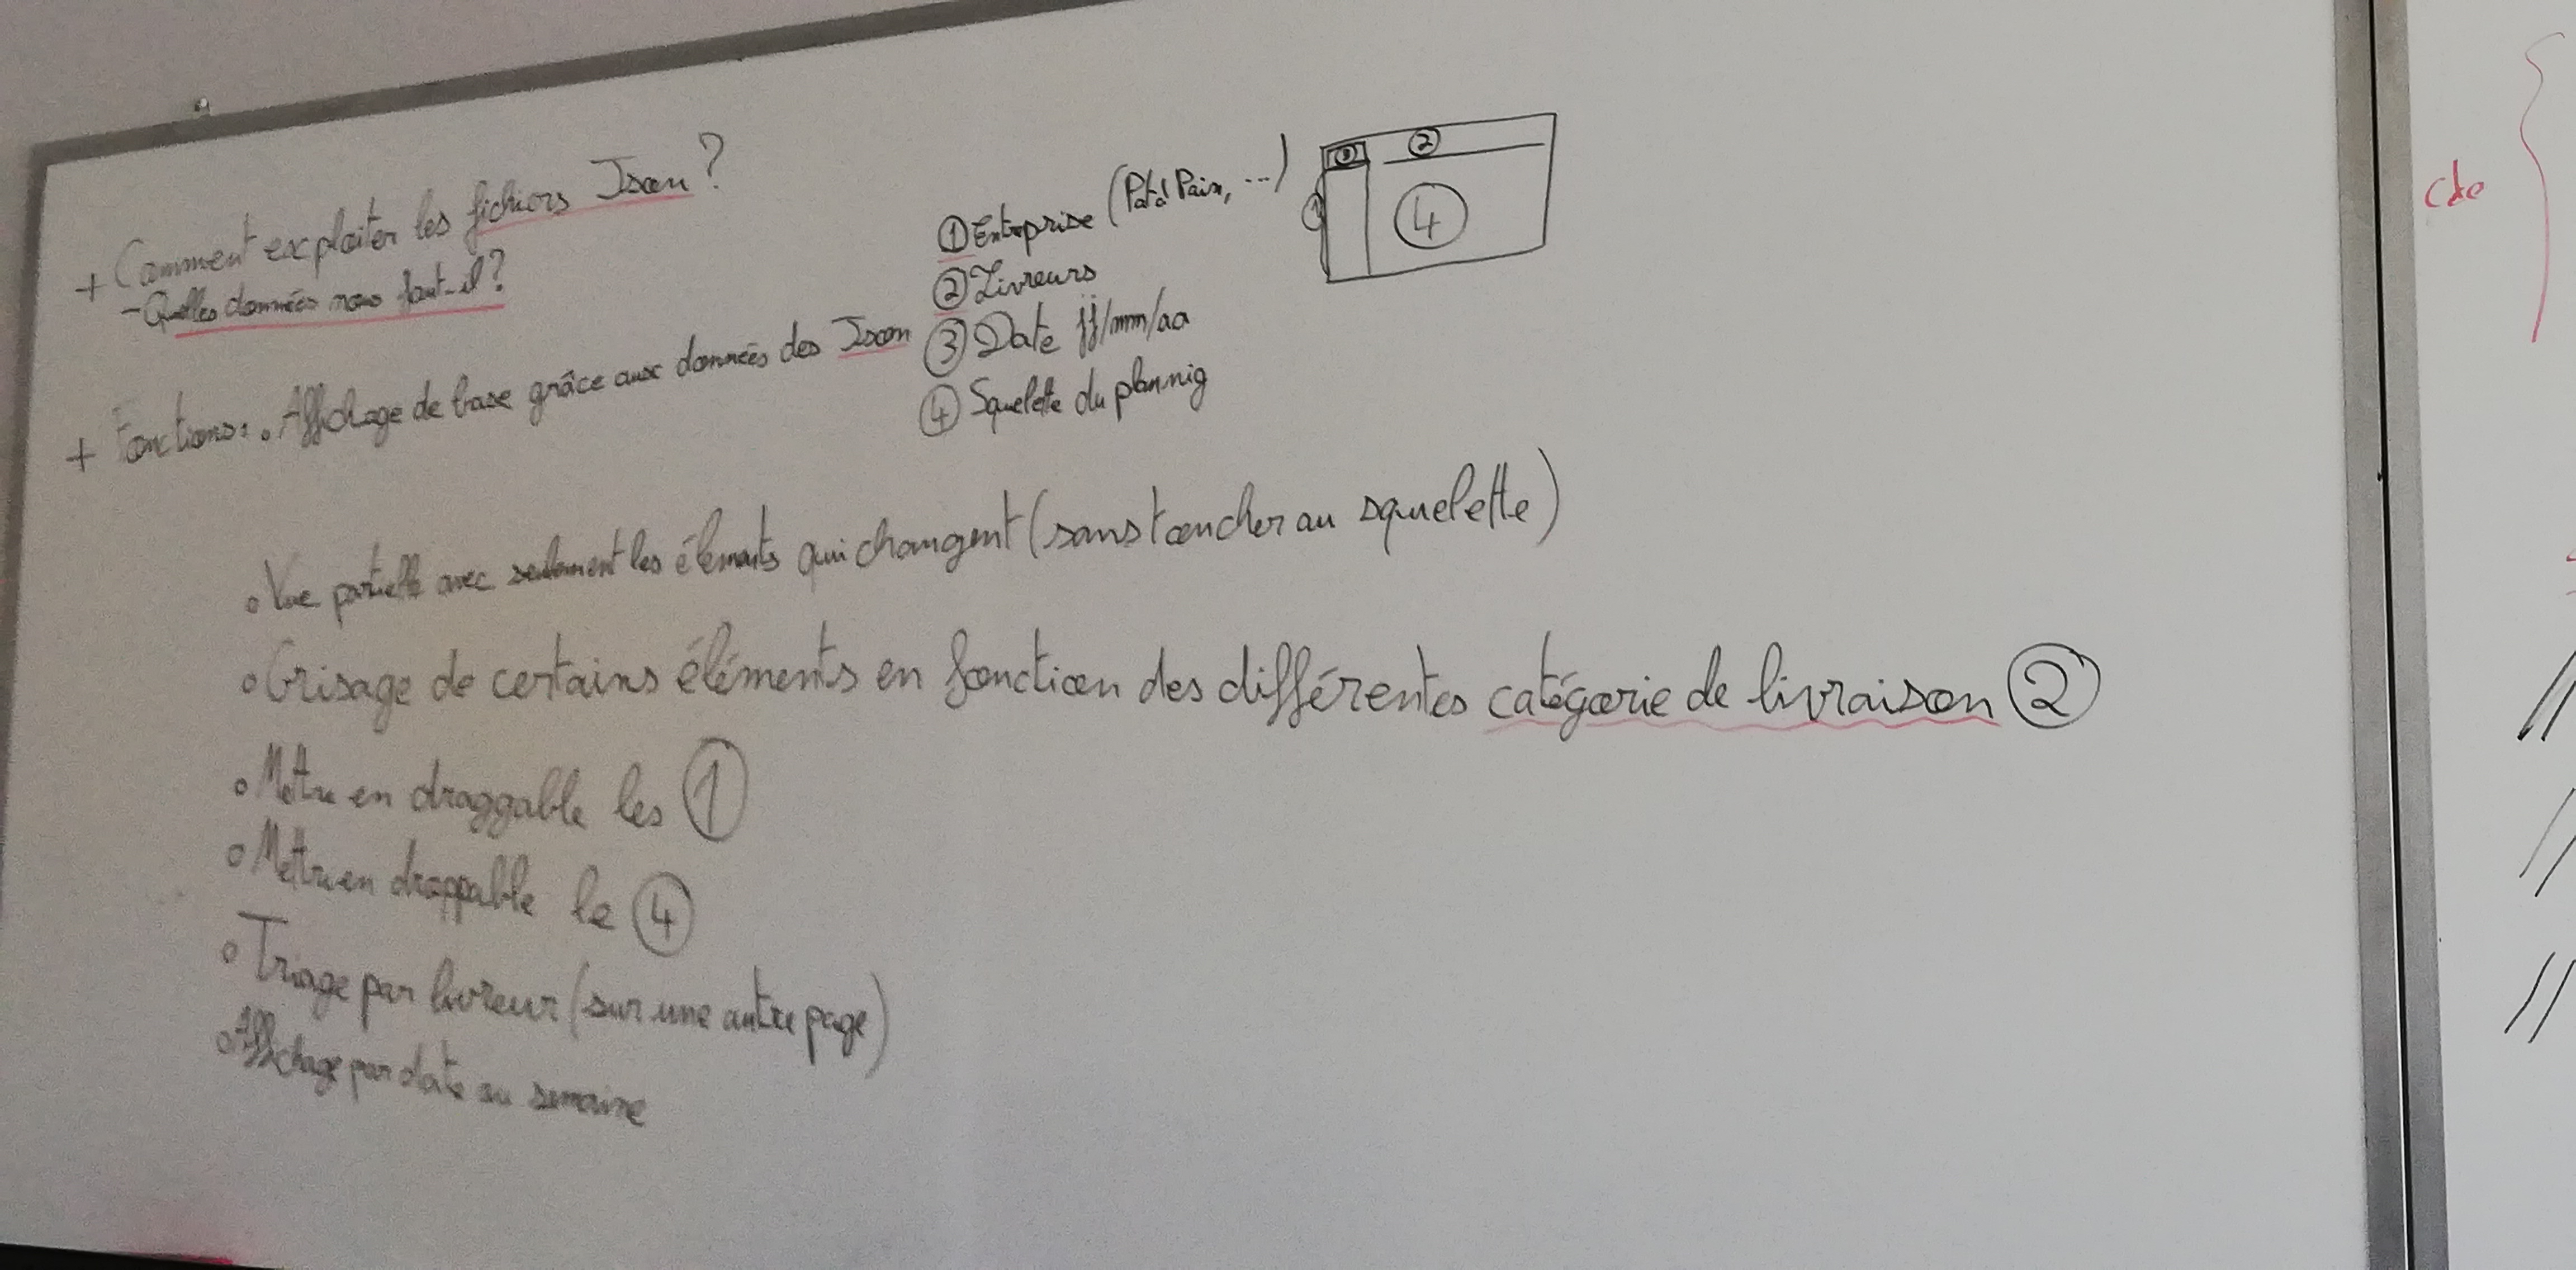 + Comment exploiter les fichiers Json ?
- Quelles données nous faut-il ?
+ Fonctions : • Affichage de base grâce aux données des Json
① Entreprise (Pat à Pain, ...)
② Livreurs
③ Date jj/mm/aa
④ Squelette du plannig
③ ②
① ④
• Vue partielle avec seulement les éléments qui changent (sans toucher au squelette)
• Grisage de certains éléments en fonction des différentes catégorie de livraison ②
• Mettre en draggable les ①
• Mettre en droppable le ④
• Triage par livreur (sur une autre page)
• Affichage par date ou semaine
cde